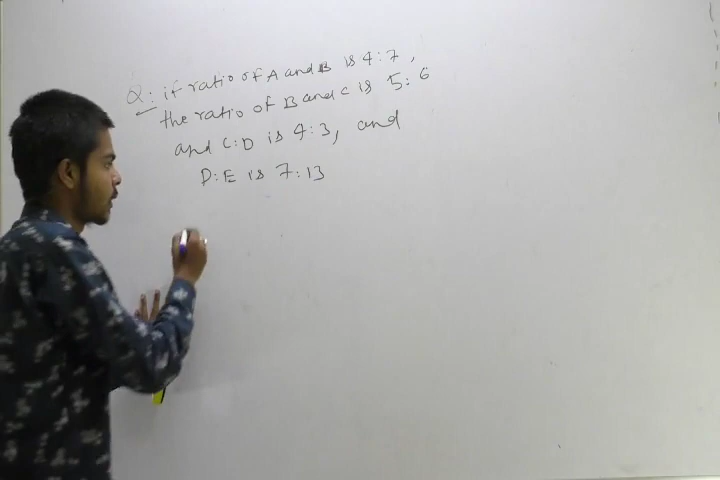 Q: if ratio of A and B is 4:7,
the ratio of B and C is 5:6
and C:D is 4:3, and
D:E is 7:13